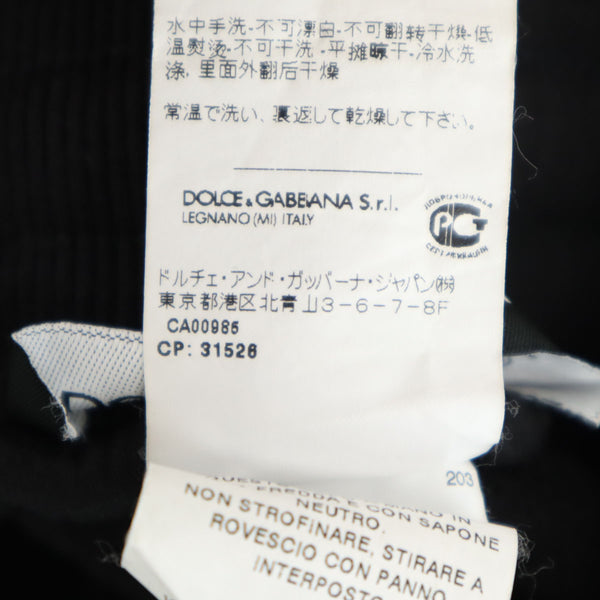 水中手洗-不可漂白-不可翻转干燥-低
温熨烫-不可干洗-平摊晾干-冷水洗
涤,里面外翻后干燥
常温で洗い、裏返して乾燥して下さい。
DOLCE & GABBANA S.r.l.
LEGNANO (MI) ITALY
ドルチェ・アンド・ガッバーナ・ジャパン㈱
東京都港区北青山3-6-7-8F
CA00985
CP: 31526
203
FREDDA E CON SAPONE
NEUTRO.
NON STROFINARE, STIRARE A
ROVESCIO CON PANNO
INTERPOSTO